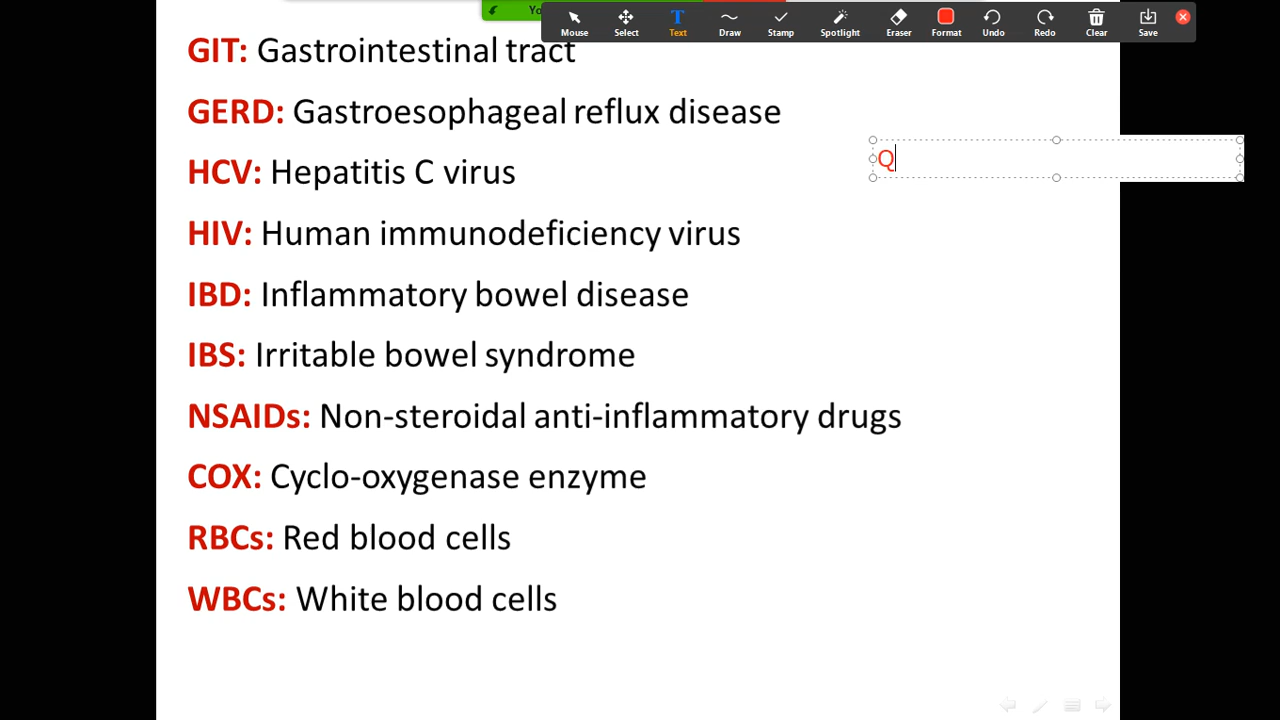 Yo
Mouse Select Text Draw Stamp Spotlight Eraser Format Undo Redo Clear Save
GIT: Gastrointestinal tract
GERD: Gastroesophageal reflux disease
Q
HCV: Hepatitis C virus
HIV: Human immunodeficiency virus
IBD: Inflammatory bowel disease
IBS: Irritable bowel syndrome
NSAIDs: Non-steroidal anti-inflammatory drugs
COX: Cyclo-oxygenase enzyme
RBCs: Red blood cells
WBCs: White blood cells